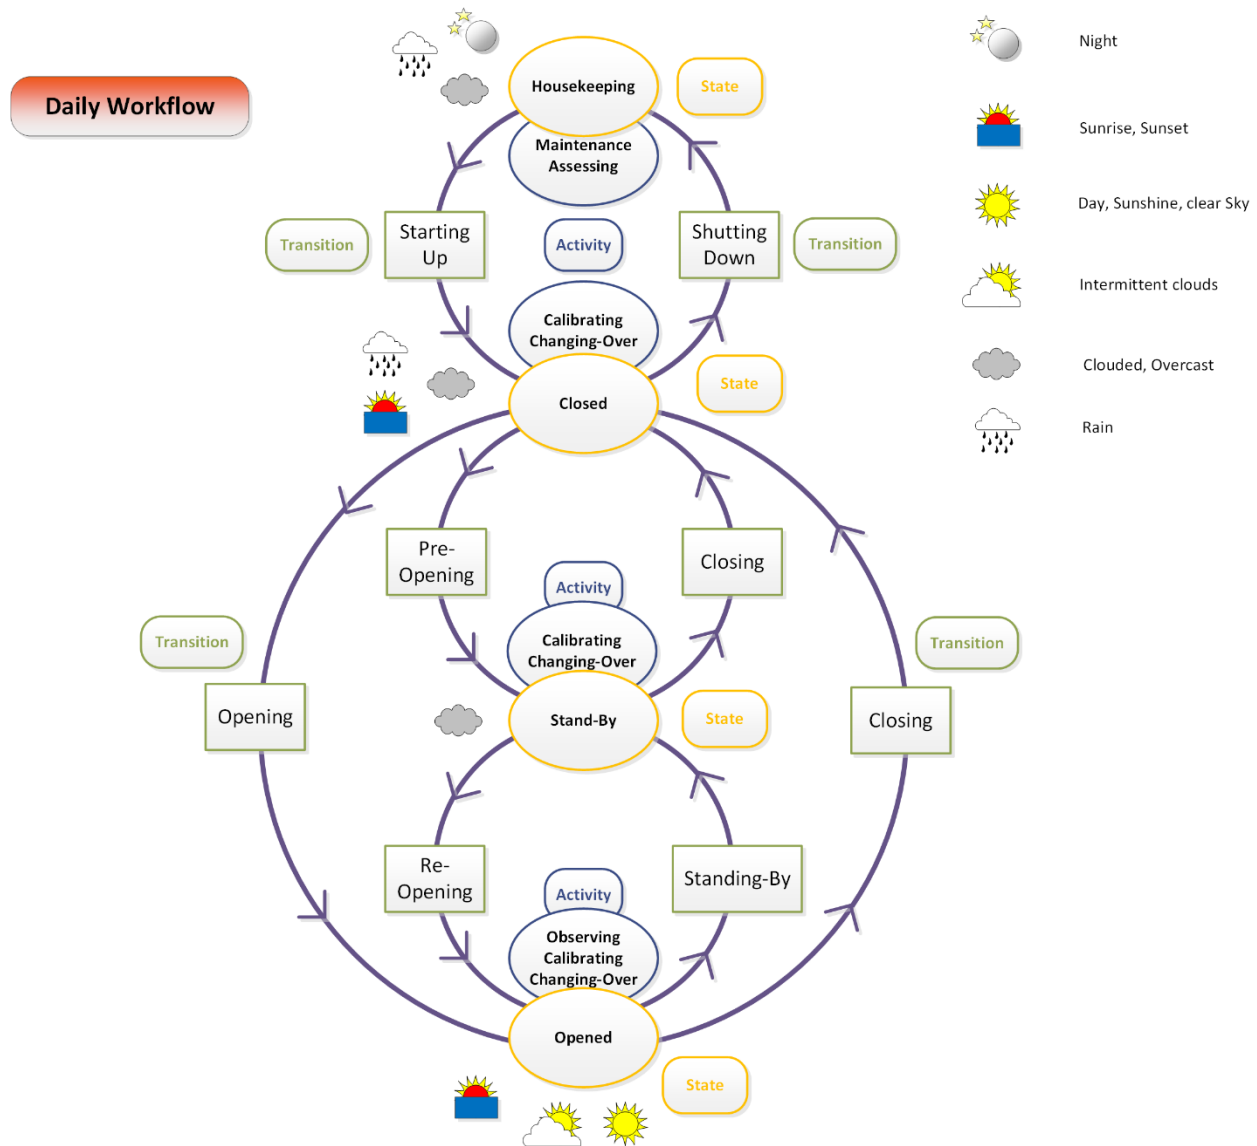 Night
Daily Workflow
Housekeeping
State
Sunrise, Sunset
Maintenance
Assessing
Day, Sunshine, clear Sky
Transition
Starting
Up
Activity
Shutting
Down
Transition
Intermittent clouds
Calibrating
Changing-Over
Clouded, Overcast
Closed
State
Rain
Pre-
Opening
Closing
Activity
Calibrating
Changing-Over
Transition
Transition
Opening
Stand-By
State
Closing
Re-
Opening
Standing-By
Activity
Observing
Calibrating
Changing-Over
Opened
State